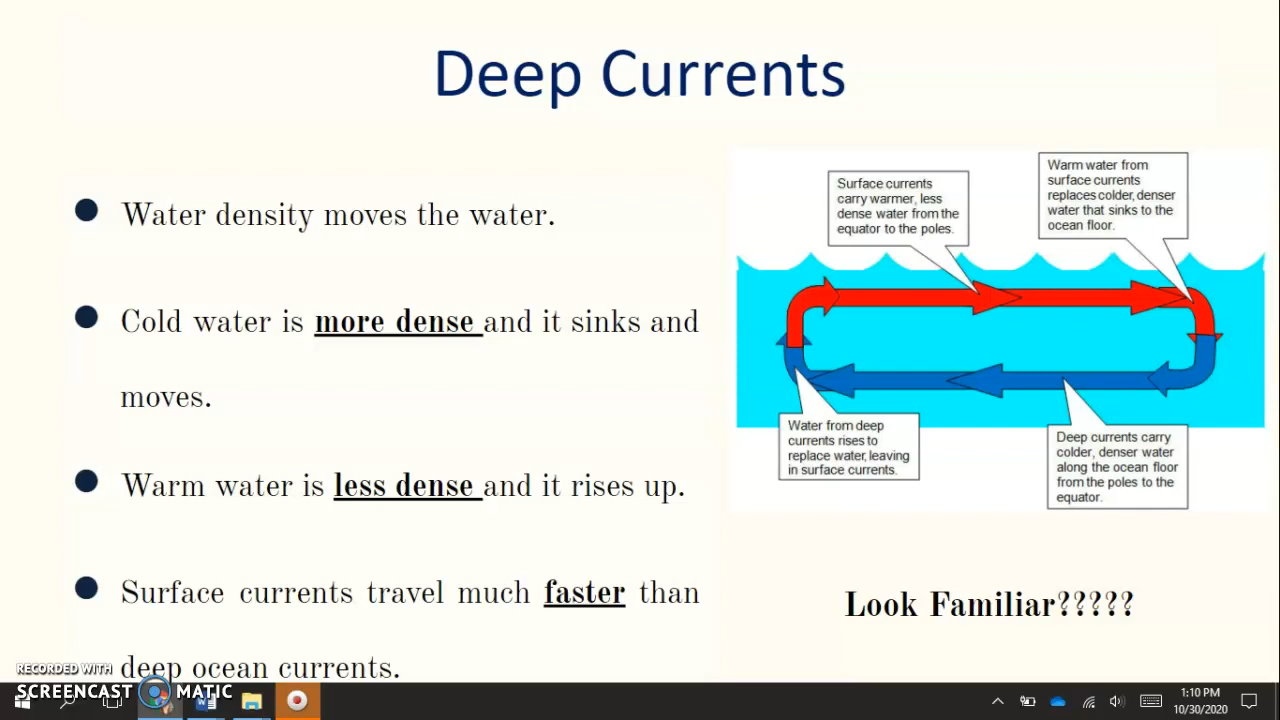 Deep Currents
Water density moves the water.
Cold water is more dense and it sinks and
moves.
Warm water is less dense and it rises up.
Surface currents travel much faster than
deep ocean currents.
Surface currents
carry warmer, less
dense water from the
equator to the poles.
Warm water from
surface currents
replaces colder, denser
water that sinks to the
ocean floor.
Water from deep
currents rises to
replace water, leaving
in surface currents.
Deep currents carry
colder, denser water
along the ocean floor
from the poles to the
equator.
Look Familiar?????
RECORDED WITH
SCREENCAST MATIC
1:10 PM
10/30/2020